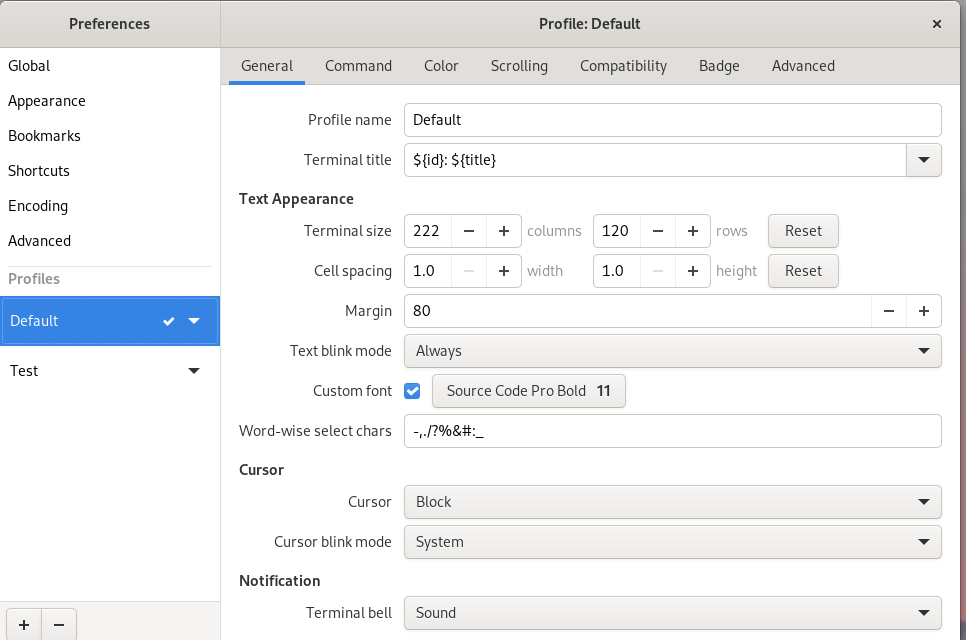 Preferences
Profile: Default
Global
Appearance
Bookmarks
Shortcuts
Encoding
Advanced
Profiles
Default
Test
General Command Color Scrolling Compatibility Badge Advanced
Profile name Default
Terminal title ${id}: ${title}
Text Appearance
Terminal size 222 − + columns 120 − + rows Reset
Cell spacing 1.0 − + width 1.0 − + height Reset
Margin 80 − +
Text blink mode Always
Custom font Source Code Pro Bold 11
Word-wise select chars -,./?%&#:_
Cursor
Cursor Block
Cursor blink mode System
Notification
Terminal bell Sound
+ −